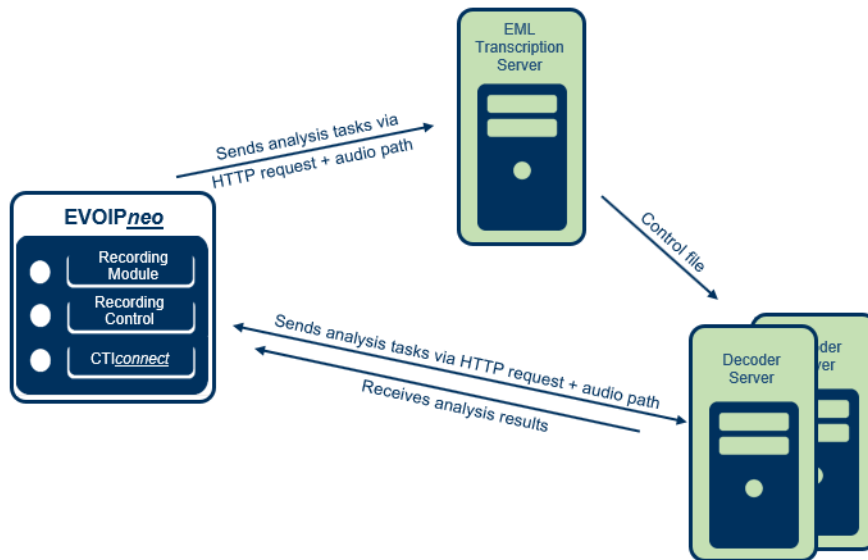 EML
Transcription
Server
Sends analysis tasks via
HTTP request + audio path
EVOIPneo
Recording
Module
Recording
Control
CTIconnect
Control file
Sends analysis tasks via HTTP request + audio path
Receives analysis results
Decoder
Server